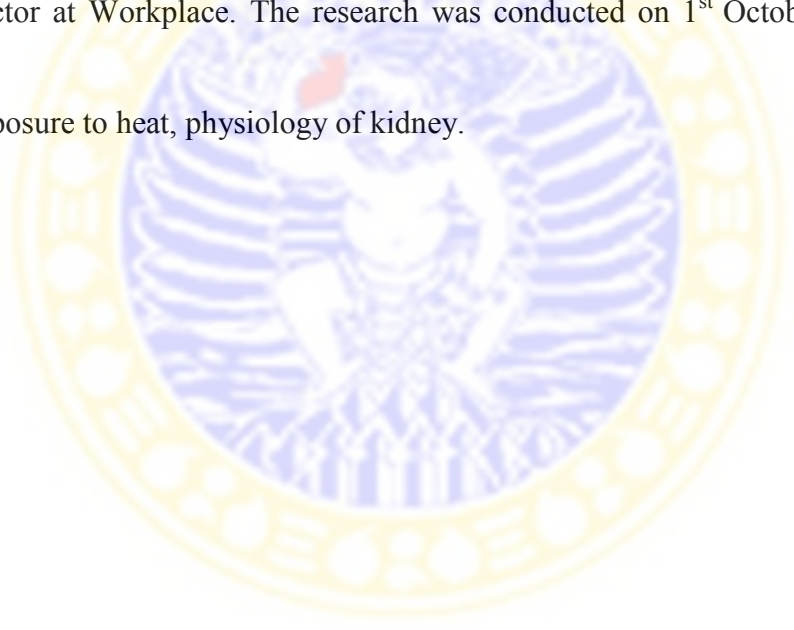 ctor at Workplace. The research was conducted on 1st Octob
posure to heat, physiology of kidney.